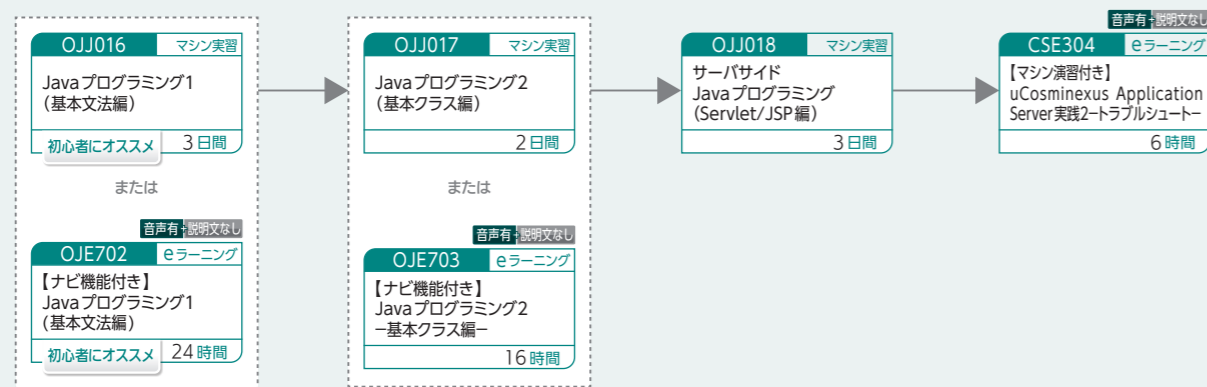 OJJ016 マシン実習
Javaプログラミング1
(基本文法編)
初心者にオススメ 3日間
または
音声有+説明文なし
OJE702 eラーニング
【ナビ機能付き】
Javaプログラミング1
(基本文法編)
初心者にオススメ 24時間
OJJ017 マシン実習
Javaプログラミング2
(基本クラス編)
2日間
または
音声有+説明文なし
OJE703 eラーニング
【ナビ機能付き】
Javaプログラミング2
ー基本クラス編ー
16時間
OJJ018 マシン実習
サーバサイド
Javaプログラミング
(Servlet/JSP編)
3日間
音声有+説明文なし
CSE304 eラーニング
【マシン演習付き】
uCosminexus Application
Server実践2ートラブルシュートー
6時間